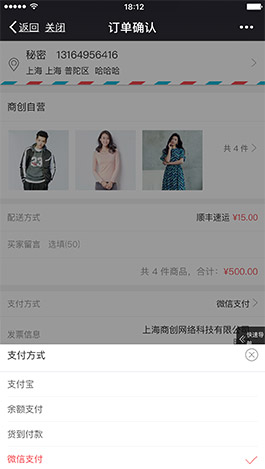 18:12
返回 关闭 订单确认
秘密 13164956416
上海 上海 普陀区 哈哈哈
商创自营
共 4 件
配送方式 顺丰速运 ¥15.00
买家留言 选填(50)
共 4 件商品，合计： ¥500.00
支付方式 微信支付
发票信息 上海商创网络科技有限公
快速导
支付方式
支付宝
余额支付
货到付款
微信支付